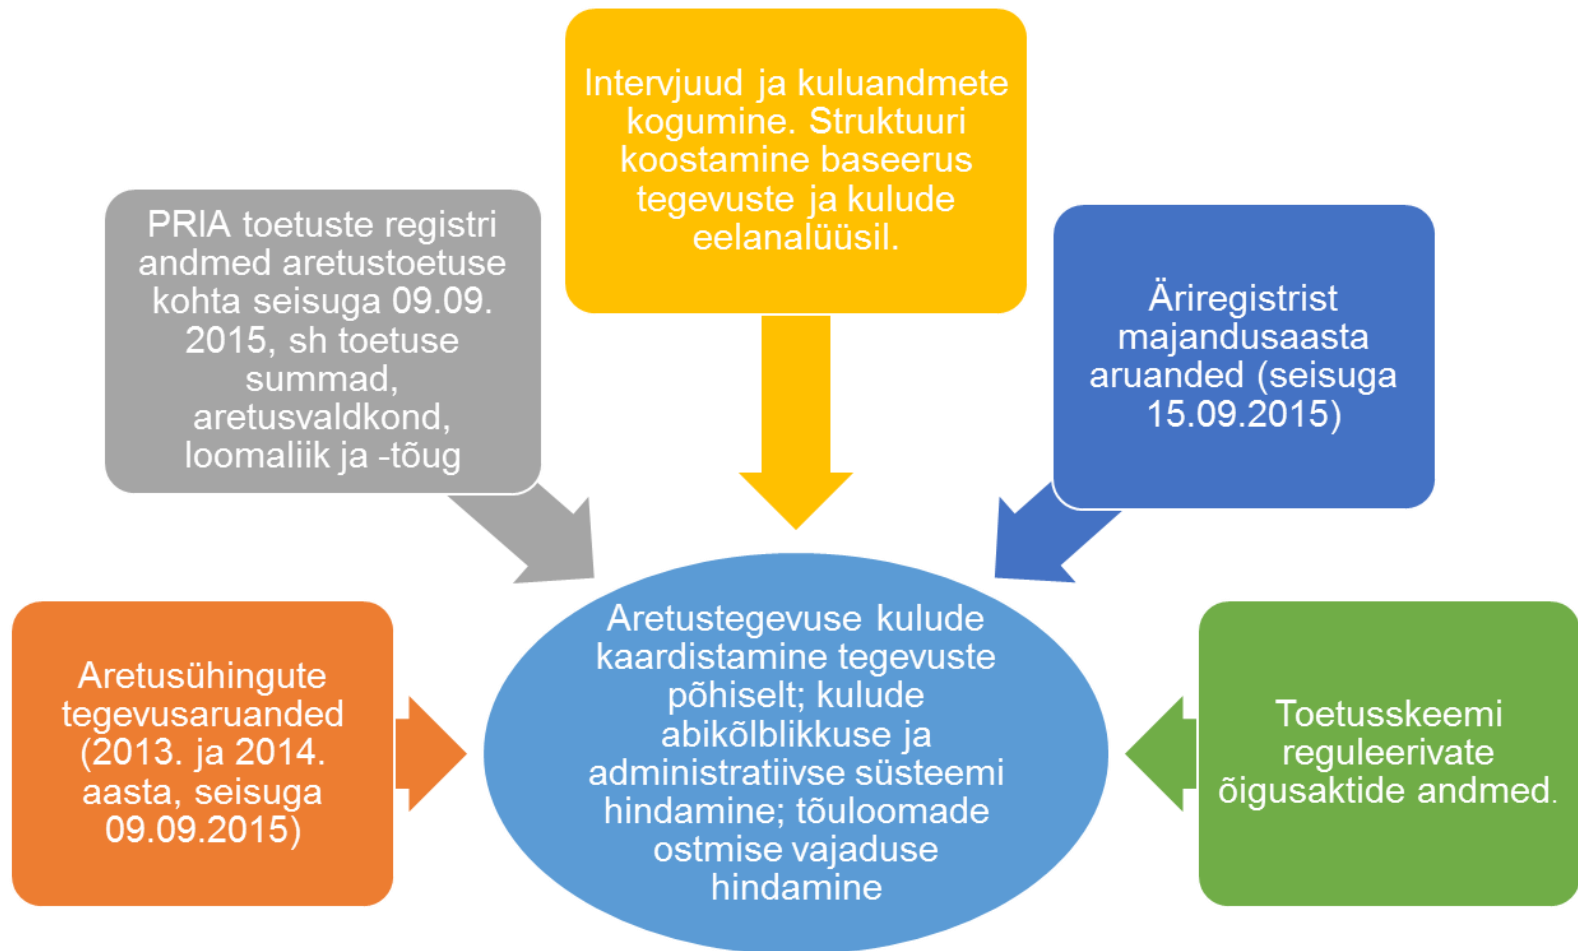 Intervjuud ja kuluandmete
kogumine. Struktuuri
koostamine baseerus
tegevuste ja kulude
eelanalüüsil.
PRIA toetuste registri
andmed aretustoetuse
kohta seisuga 09.09.
2015, sh toetuse
summad,
aretusvaldkond,
loomaliik ja -tõug
Äriregistrist
majandusaasta
aruanded (seisuga
15.09.2015)
Aretusühingute
tegevusaruanded
(2013. ja 2014.
aasta, seisuga
09.09.2015)
Aretustegevuse kulude
kaardistamine tegevuste
põhiselt; kulude
abikõlblikkuse ja
administratiivse süsteemi
hindamine; tõuloomade
ostmise vajaduse
hindamine
Toetusskeemi
reguleerivate
õigusaktide andmed.